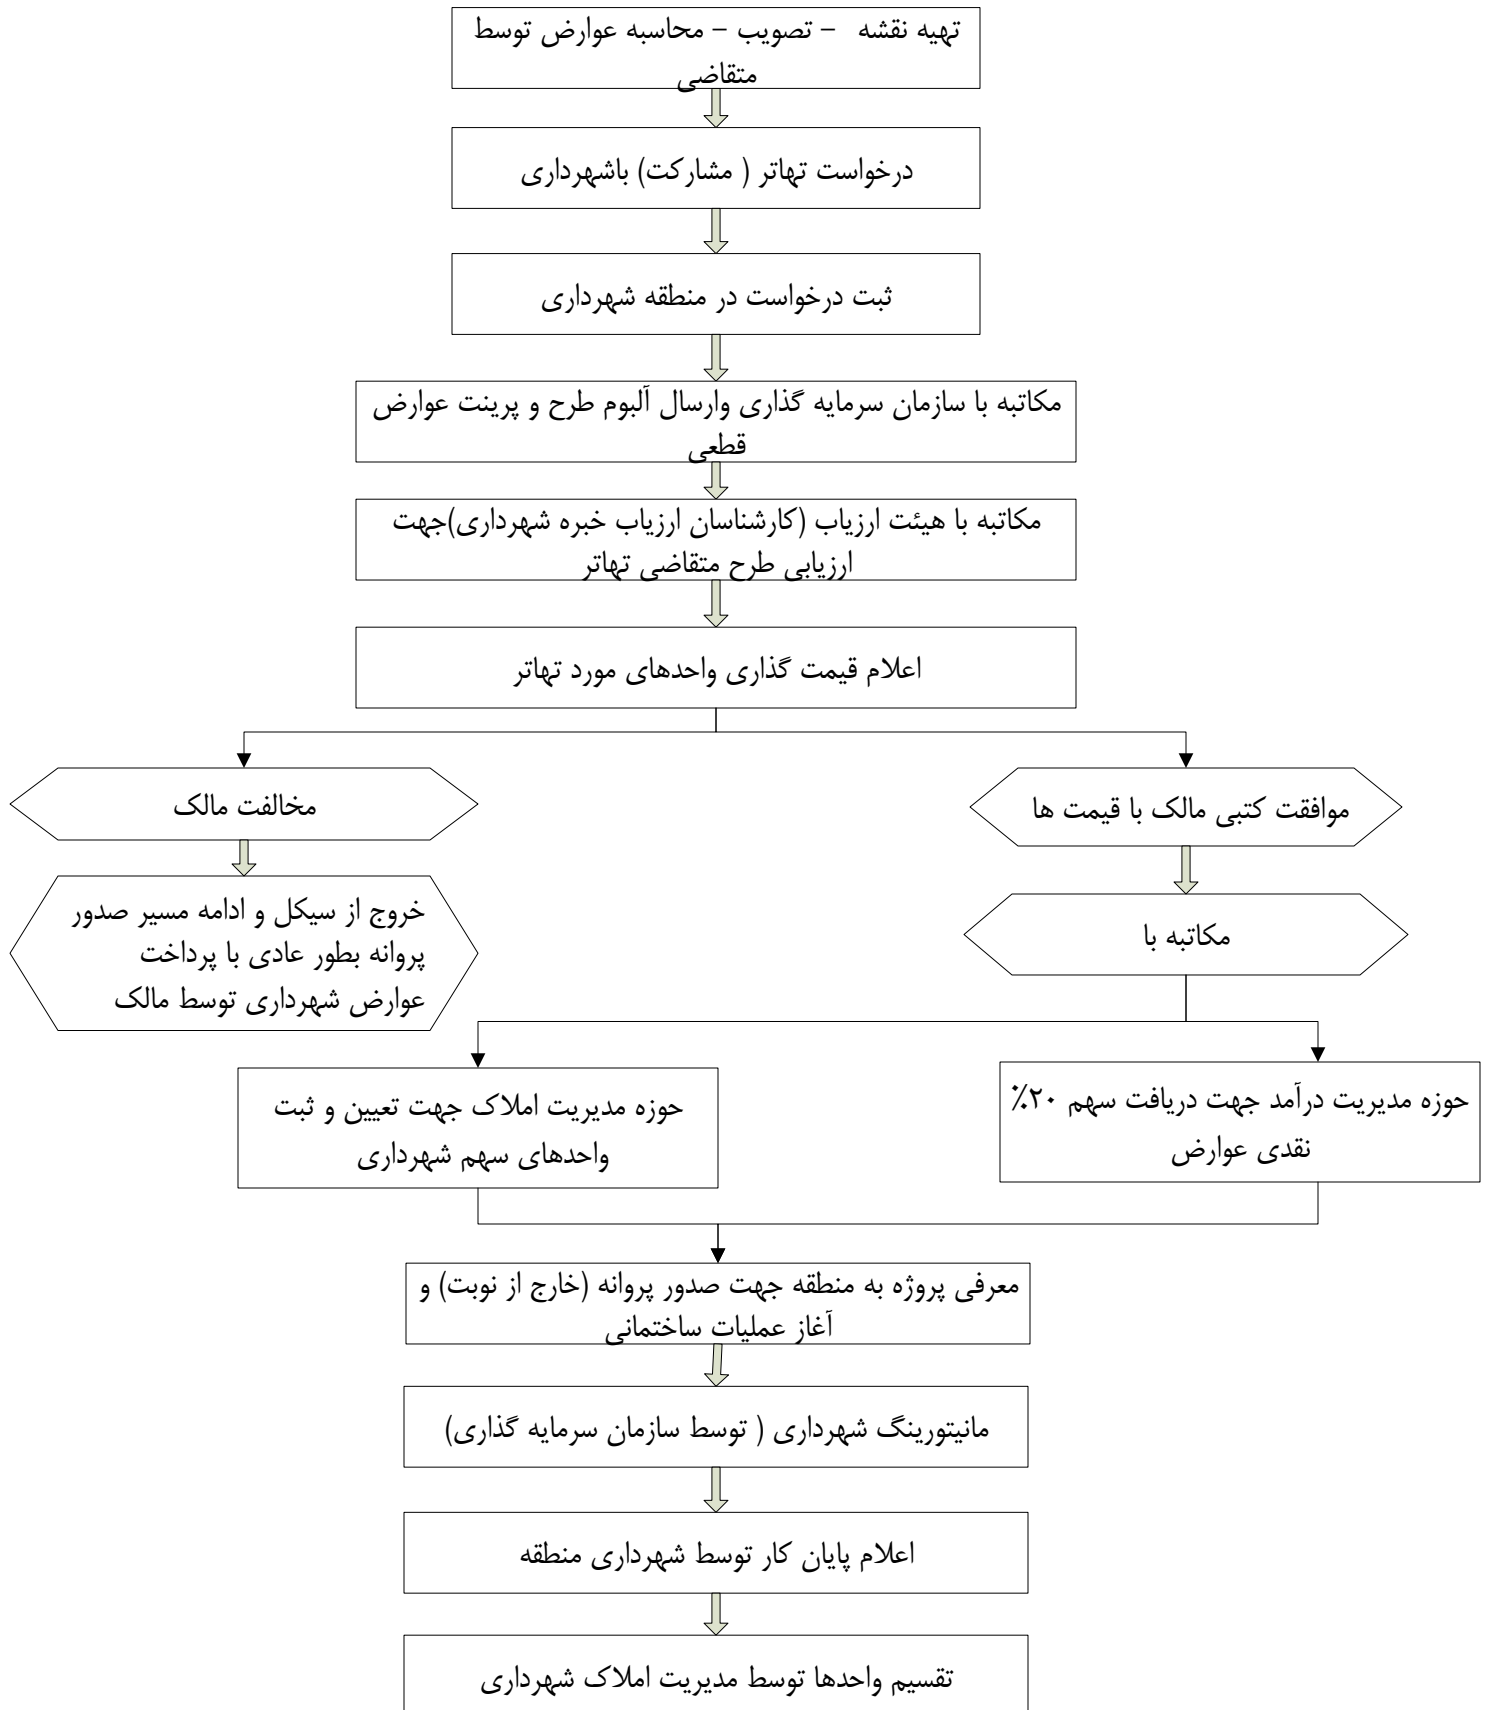 تهیه نقشه - تصویب - محاسبه عوارض توسط
متقاضی
درخواست تهاتر ( مشارکت) باشهرداری
ثبت درخواست در منطقه شهرداری
مکاتبه با سازمان سرمایه گذاری وارسال آلبوم طرح و پرینت عوارض
قطعی
مکاتبه با هیئت ارزیاب (کارشناسان ارزیاب خبره شهرداری)جهت
ارزیابی طرح متقاضی تهاتر
اعلام قیمت گذاری واحدهای مورد تهاتر
موافقت کتبی مالک با قیمت ها
مخالفت مالک
خروج از سیکل و ادامه مسیر صدور
پروانه بطور عادی با پرداخت
عوارض شهرداری توسط مالک
مکاتبه با
حوزه مدیریت درآمد جهت دریافت سهم ۲۰٪
نقدی عوارض
حوزه مدیریت املاک جهت تعیین و ثبت
واحدهای سهم شهرداری
معرفی پروژه به منطقه جهت صدور پروانه (خارج از نوبت) و
آغاز عملیات ساختمانی
مانیتورینگ شهرداری ( توسط سازمان سرمایه گذاری)
اعلام پایان کار توسط شهرداری منطقه
تقسیم واحدها توسط مدیریت املاک شهرداری